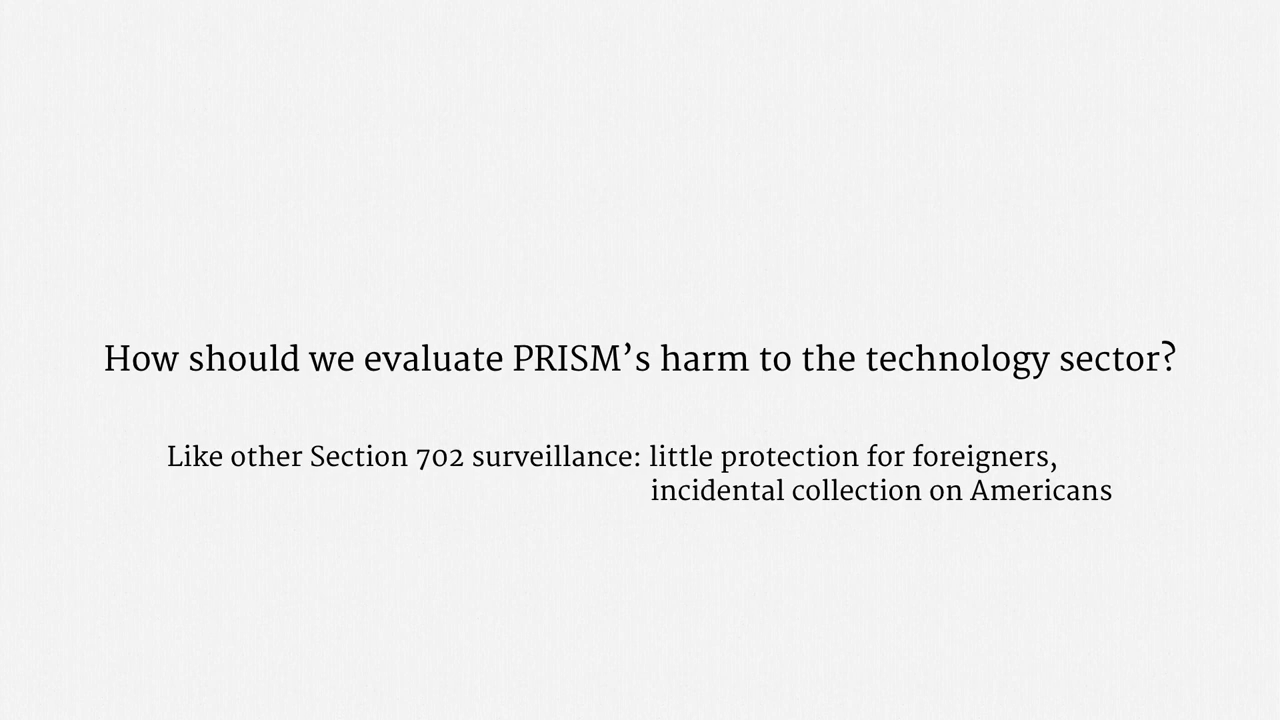 How should we evaluate PRISM’s harm to the technology sector?
Like other Section 702 surveillance: little protection for foreigners,
incidental collection on Americans